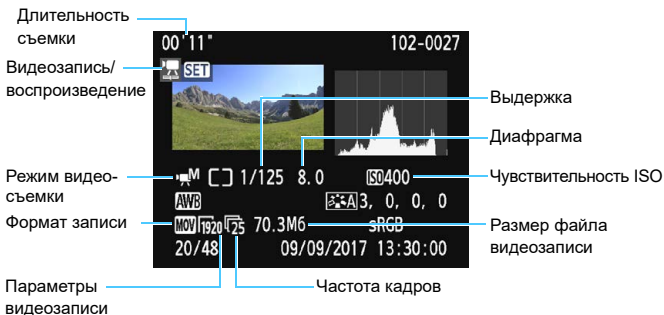 Длительность
съемки
00'11" 102-0027
Видеозапись/
воспроизведение
SET
Выдержка
Диафрагма
Режим видео-
съемки
M 1/125 8.0 ISO 400
Чувствительность ISO
AWB A 3, 0, 0, 0
Формат записи
MOV 1920 25 70.3M6 sRGB
Размер файла
видеозаписи
20/48 09/09/2017 13:30:00
Параметры
видеозаписи
Частота кадров